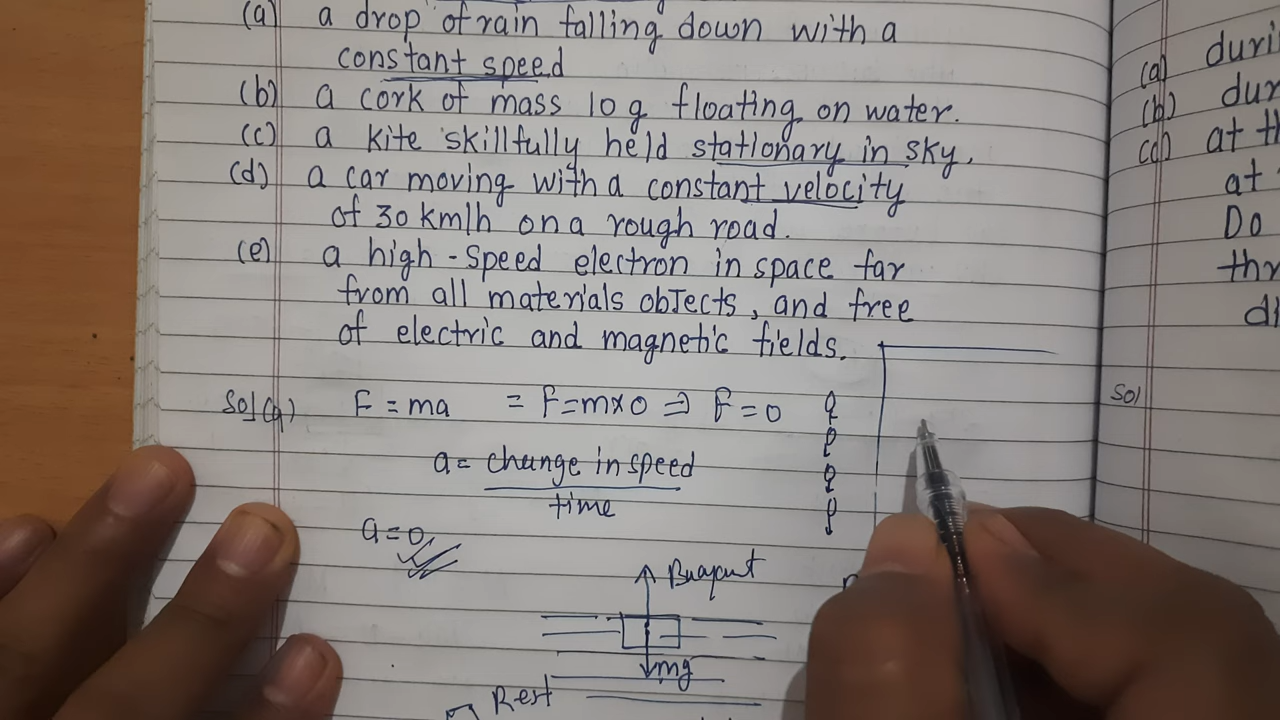 (a) a drop of rain falling down with a
constant speed
(b) a cork of mass 10 g floating on water.
(c) a kite skillfully held stationary in sky.
(d) a car moving with a constant velocity
of 30 km/h on a rough road.
(e) a high-speed electron in space far
from all materials objects, and free
of electric and magnetic fields.
Sol(a) F = ma = F=m×0 ⇒ F=0
a= change in speed
time
a=0
Buoyant
mg
Rest
(a) duri
(b) dur
(c) at th
at
Do
thr
di
Sol